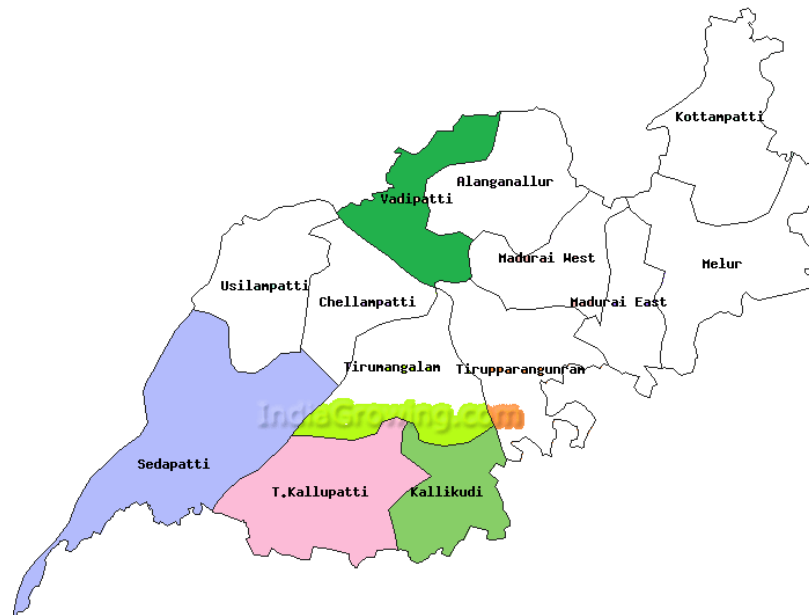 Kottampatti
Alanganallur
Vadipatti
Madurai West
Melur
Usilampatti
Chellampatti
Madurai East
Tirumangalam
Tirupparangunram
IndiaGrowing.com
Sedapatti
T.Kallupatti
Kallikudi